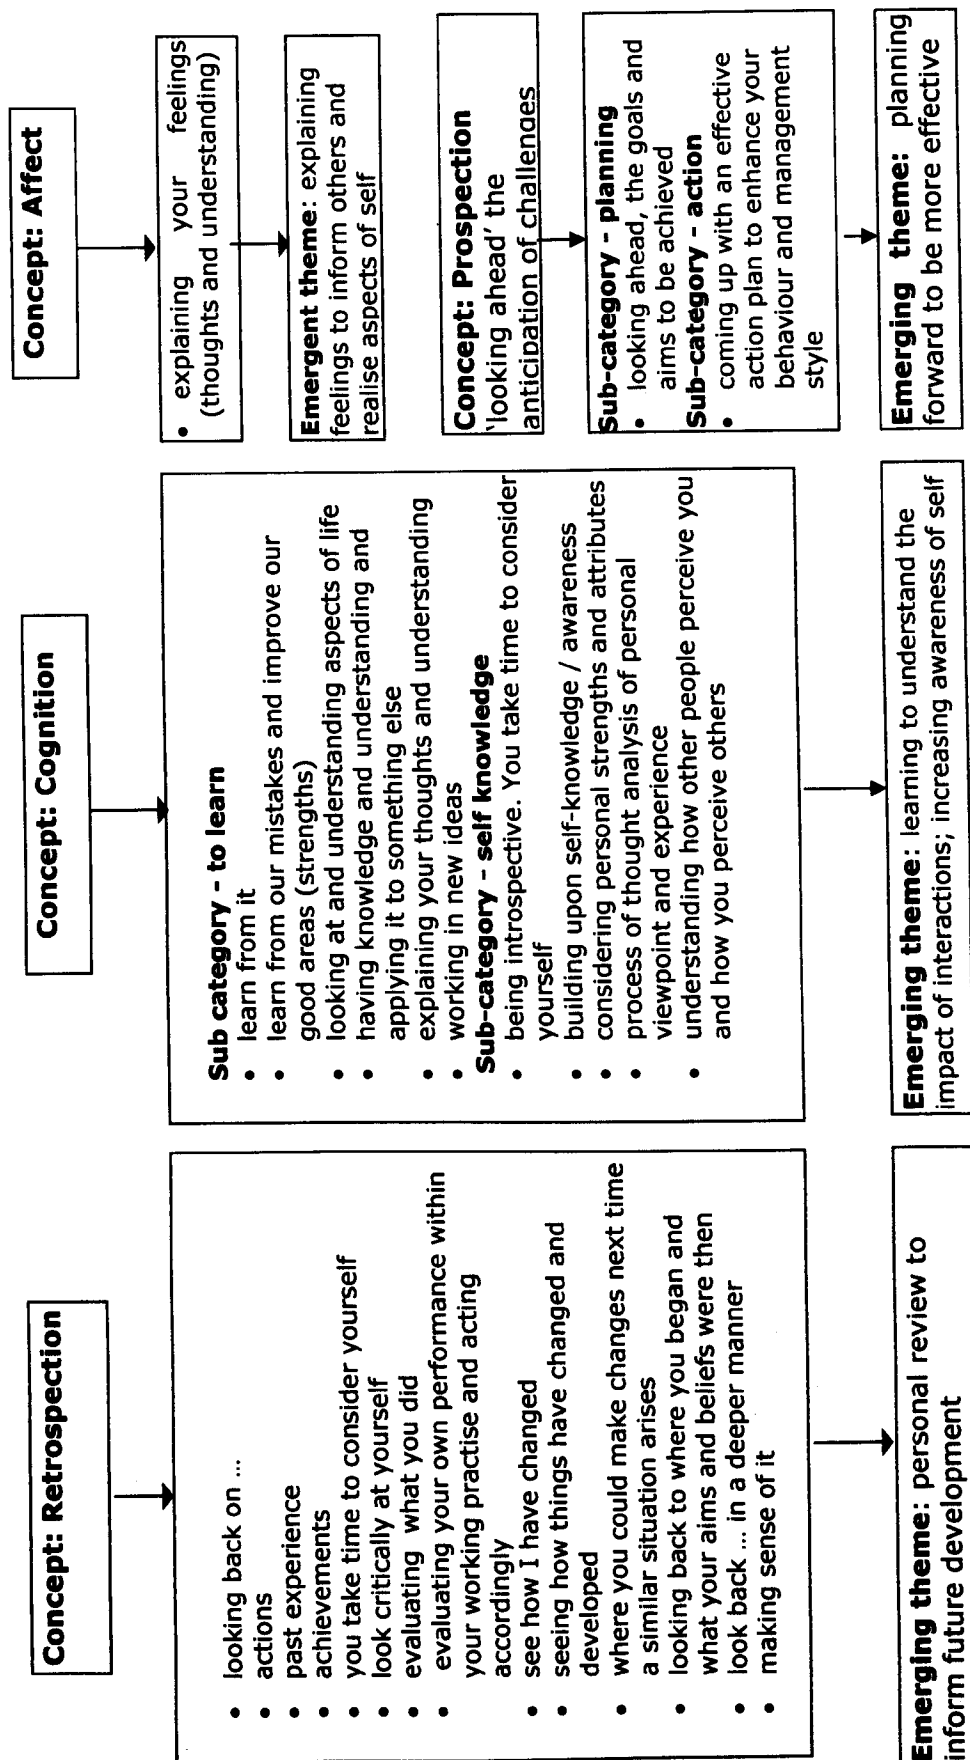 Concept: Retrospection
• looking back on ...
• actions
• past experience
• achievements
• you take time to consider yourself
• look critically at yourself
• evaluating what you did
• evaluating your own performance within
your working practise and acting
accordingly
• see how I have changed
• seeing how things have changed and
developed
• where you could make changes next time
a similar situation arises
• looking back to where you began and
what your aims and beliefs were then
• look back ... in a deeper manner
• making sense of it
Emerging theme: personal review to
inform future development
Concept: Cognition
Sub category - to learn
• learn from it
• learn from our mistakes and improve our
good areas (strengths)
• looking at and understanding aspects of life
• having knowledge and understanding and
applying it to something else
• explaining your thoughts and understanding
• working in new ideas
Sub-category - self knowledge
• being introspective. You take time to consider
yourself
• building upon self-knowledge / awareness
• considering personal strengths and attributes
• process of thought analysis of personal
viewpoint and experience
• understanding how other people perceive you
and how you perceive others
Emerging theme: learning to understand the
impact of interactions; increasing awareness of self
Concept: Affect
• explaining your feelings
(thoughts and understanding)
Emergent theme: explaining
feelings to inform others and
realise aspects of self
Concept: Prospection
'looking ahead' the
anticipation of challenges
Sub-category - planning
• looking ahead, the goals and
aims to be achieved
Sub-category - action
• coming up with an effective
action plan to enhance your
behaviour and management
style
Emerging theme: planning
forward to be more effective